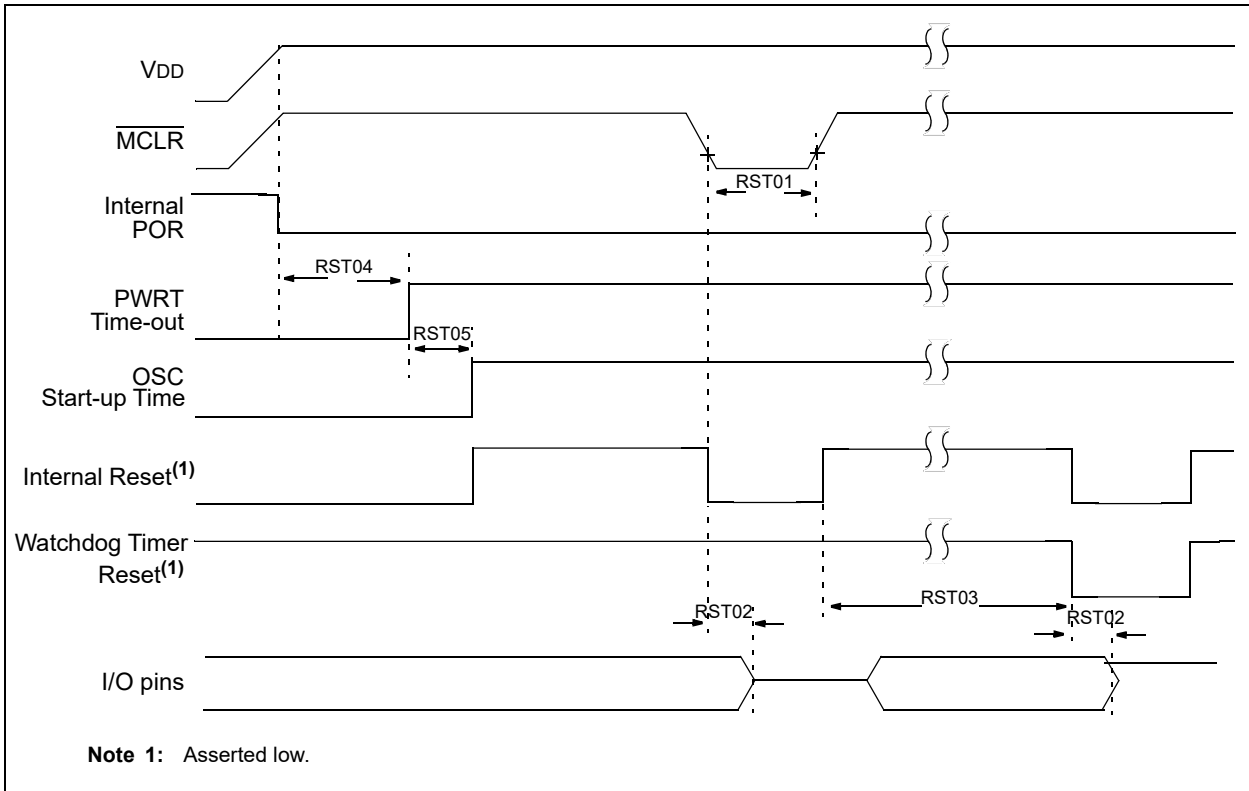 VDD
MCLR
RST01
Internal
POR
RST04
PWRT
Time-out
RST05
OSC
Start-up Time
Internal Reset(1)
Watchdog Timer
Reset(1)
RST03
RST02
RST02
I/O pins
Note 1: Asserted low.